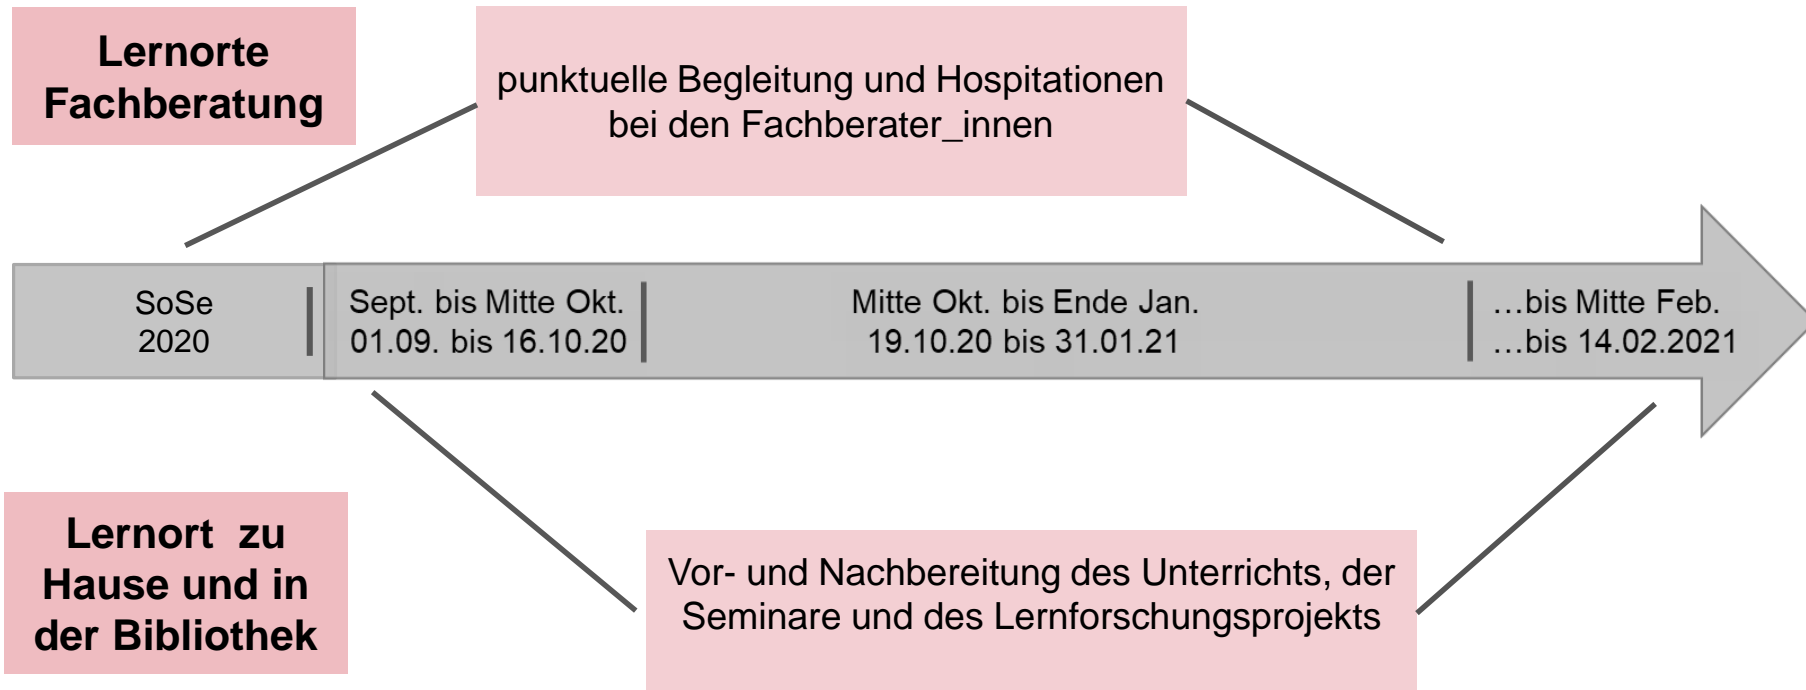 Lernorte
Fachberatung
punktuelle Begleitung und Hospitationen
bei den Fachberater_innen
SoSe
2020
Sept. bis Mitte Okt.
01.09. bis 16.10.20
Mitte Okt. bis Ende Jan.
19.10.20 bis 31.01.21
…bis Mitte Feb.
…bis 14.02.2021
Lernort zu
Hause und in
der Bibliothek
Vor- und Nachbereitung des Unterrichts, der
Seminare und des Lernforschungsprojekts